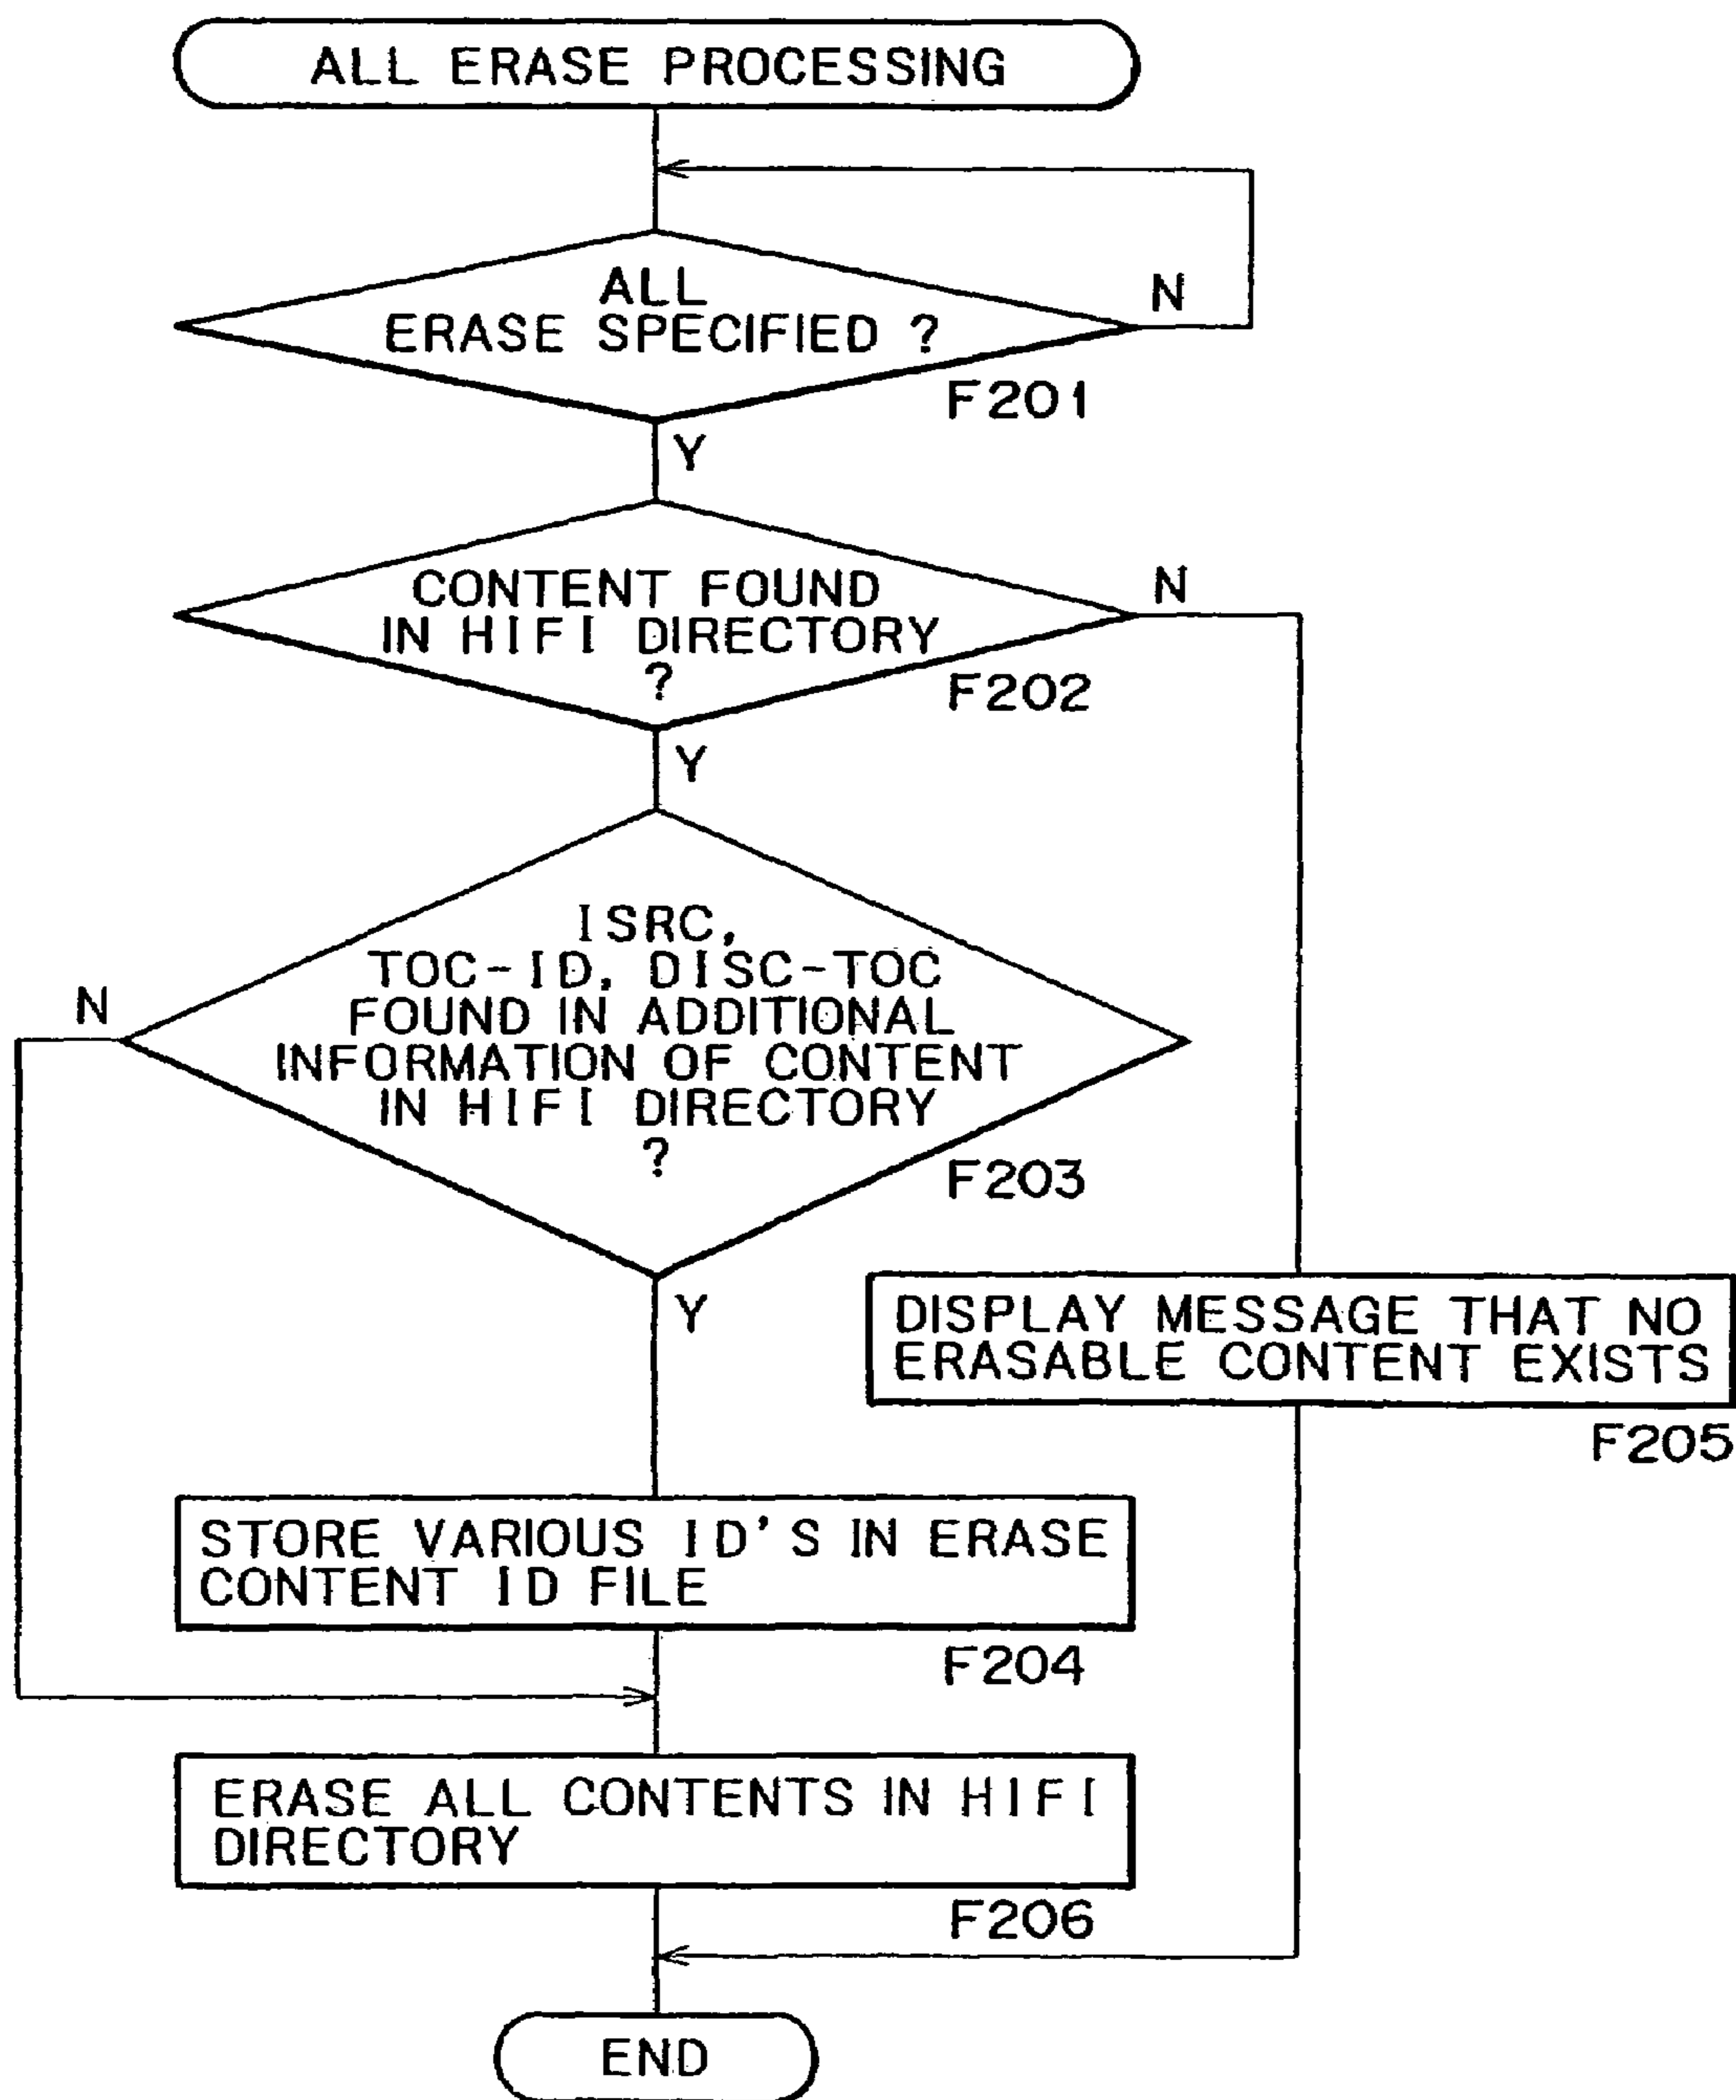 ALL ERASE PROCESSING
ALL
ERASE SPECIFIED ?
N
F201
Y
CONTENT FOUND
IN HIFI DIRECTORY
?
N
F202
Y
ISRC,
TOC-ID, DISC-TOC
FOUND IN ADDITIONAL
INFORMATION OF CONTENT
IN HIFI DIRECTORY
?
N
F203
Y
DISPLAY MESSAGE THAT NO
ERASABLE CONTENT EXISTS
F205
STORE VARIOUS ID'S IN ERASE
CONTENT ID FILE
F204
ERASE ALL CONTENTS IN HIFI
DIRECTORY
F206
END